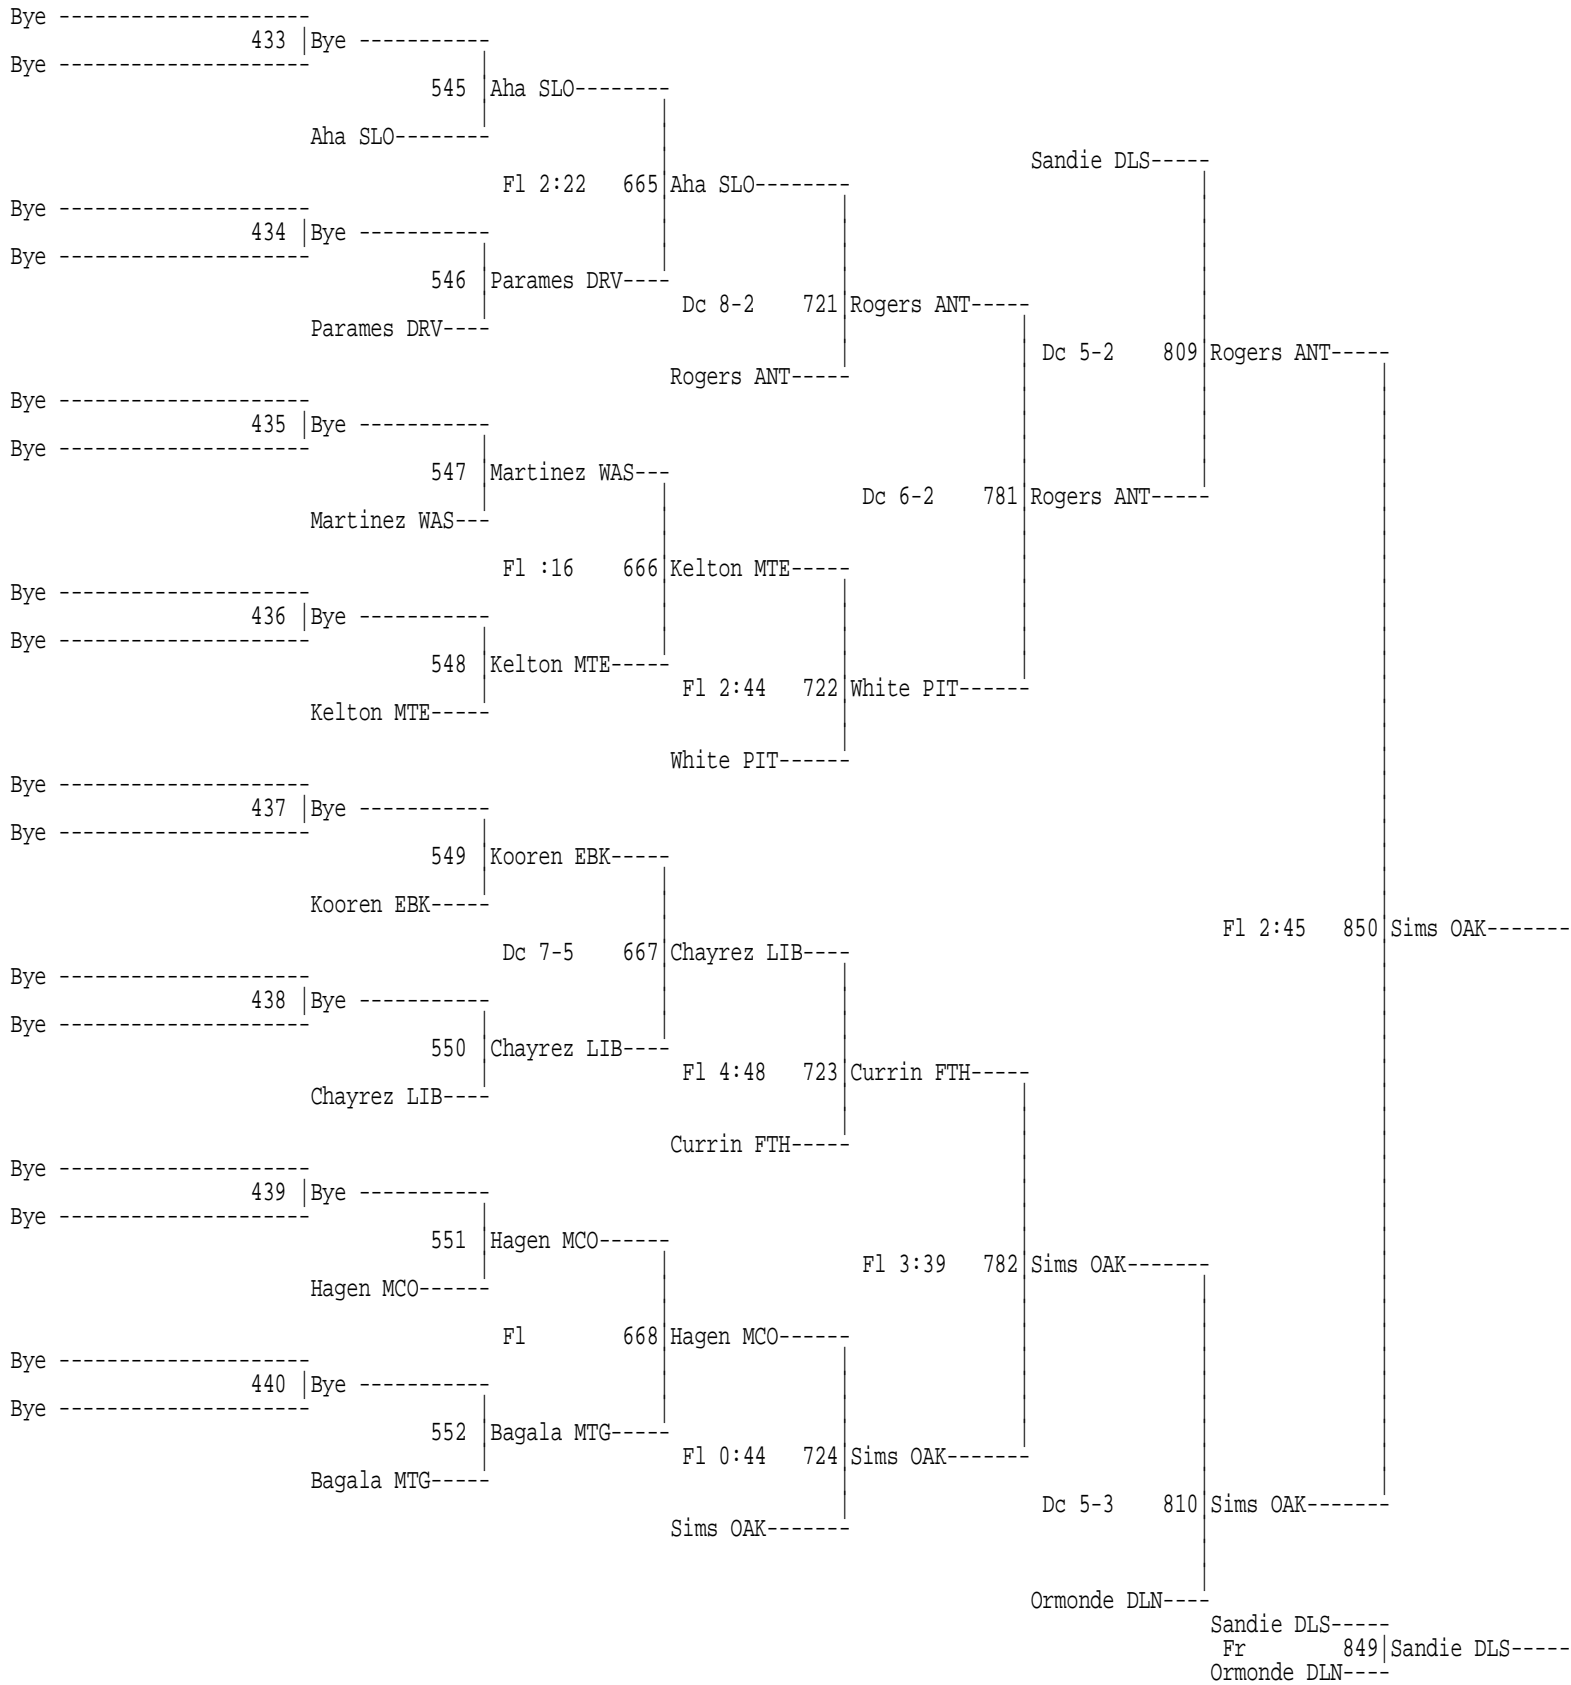 Bye --------------------
433 |Bye -----------
Bye --------------------
545 |Aha SLO--------
Aha SLO--------
Sandie DLS-----
Fl 2:22 665|Aha SLO--------
Bye --------------------
434 |Bye -----------
Bye --------------------
546 |Parames DRV----
Dc 8-2 721|Rogers ANT-----
Parames DRV----
Dc 5-2 809|Rogers ANT-----
Rogers ANT-----
Bye --------------------
435 |Bye -----------
Bye --------------------
547 |Martinez WAS---
Dc 6-2 781|Rogers ANT-----
Martinez WAS---
Fl :16 666|Kelton MTE-----
Bye --------------------
436 |Bye -----------
Bye --------------------
548 |Kelton MTE-----
Fl 2:44 722|White PIT------
Kelton MTE-----
White PIT------
Bye --------------------
437 |Bye -----------
Bye --------------------
549 |Kooren EBK-----
Kooren EBK-----
Fl 2:45 850|Sims OAK-------
Dc 7-5 667|Chayrez LIB----
Bye --------------------
438 |Bye -----------
Bye --------------------
550 |Chayrez LIB----
Fl 4:48 723|Currin FTH-----
Chayrez LIB----
Currin FTH-----
Bye --------------------
439 |Bye -----------
Bye --------------------
551 |Hagen MCO------
Fl 3:39 782|Sims OAK-------
Hagen MCO------
Fl 668|Hagen MCO------
Bye --------------------
440 |Bye -----------
Bye --------------------
552 |Bagala MTG-----
Fl 0:44 724|Sims OAK-------
Bagala MTG-----
Dc 5-3 810|Sims OAK-------
Sims OAK-------
Ormonde DLN----
Sandie DLS-----
Fr 849|Sandie DLS-----
Ormonde DLN----